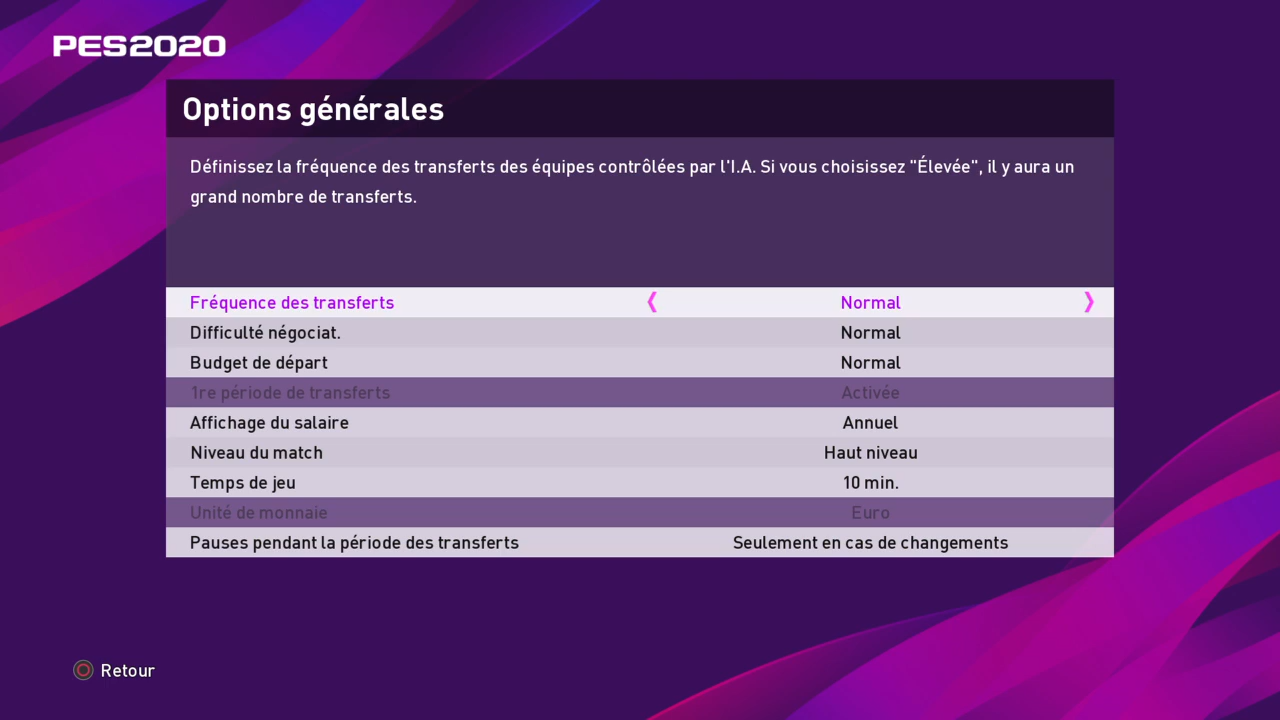 PES2020
Options générales
Définissez la fréquence des transferts des équipes contrôlées par l'I.A. Si vous choisissez "Élevée", il y aura un
grand nombre de transferts.
Fréquence des transferts Normal
Difficulté négociat. Normal
Budget de départ Normal
1re période de transferts Activée
Affichage du salaire Annuel
Niveau du match Haut niveau
Temps de jeu 10 min.
Unité de monnaie Euro
Pauses pendant la période des transferts Seulement en cas de changements
Retour